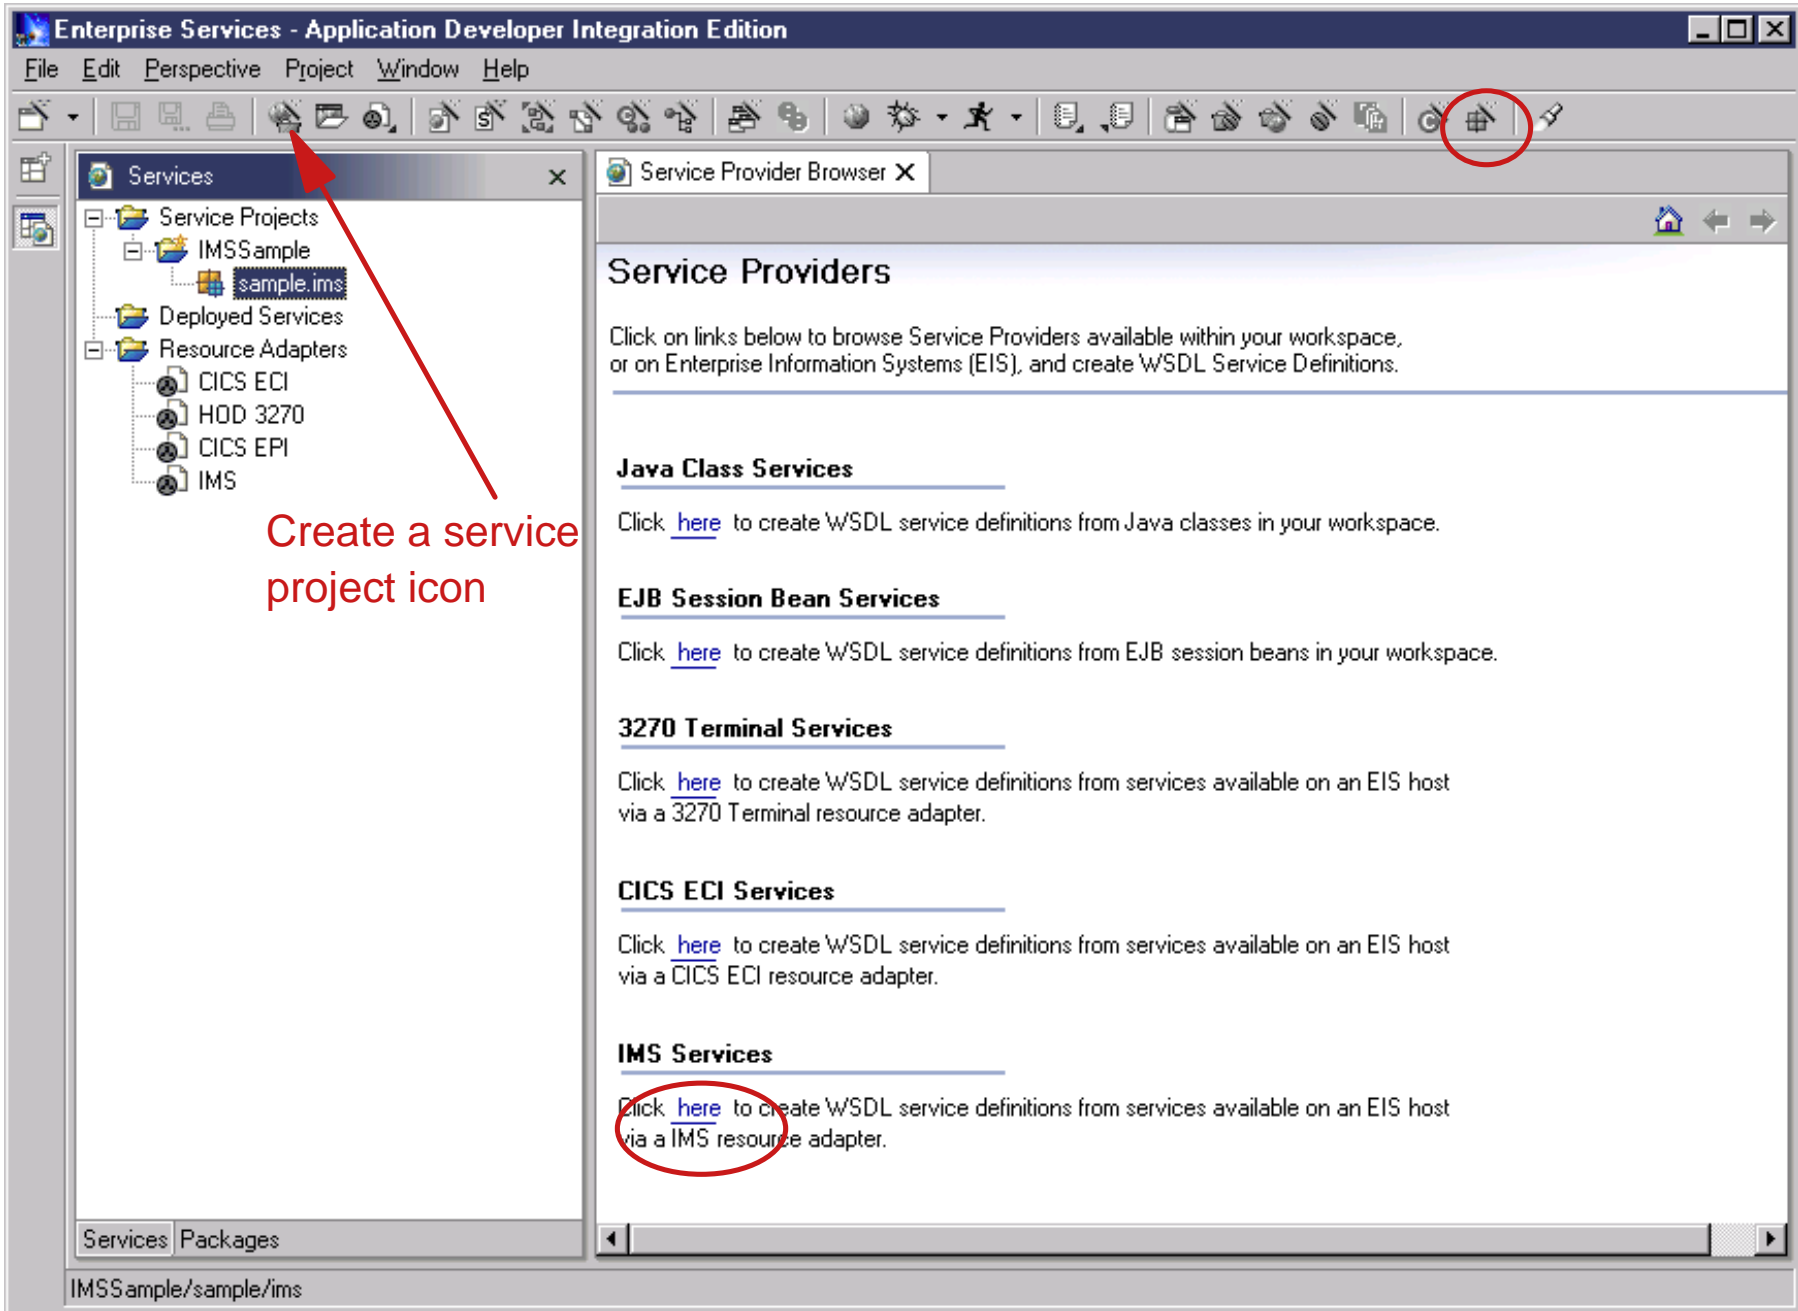 Enterprise Services - Application Developer Integration Edition
File Edit Perspective Project Window Help
Services
Service Projects
IMSSample
sample.ims
Deployed Services
Resource Adapters
CICS ECI
HOD 3270
CICS EPI
IMS
Create a service
project icon
Services Packages
Service Provider Browser
Service Providers
Click on links below to browse Service Providers available within your workspace,
or on Enterprise Information Systems (EIS), and create WSDL Service Definitions.
Java Class Services
Click here to create WSDL service definitions from Java classes in your workspace.
EJB Session Bean Services
Click here to create WSDL service definitions from EJB session beans in your workspace.
3270 Terminal Services
Click here to create WSDL service definitions from services available on an EIS host
via a 3270 Terminal resource adapter.
CICS ECI Services
Click here to create WSDL service definitions from services available on an EIS host
via a CICS ECI resource adapter.
IMS Services
Click here to create WSDL service definitions from services available on an EIS host
via a IMS resource adapter.
IMSSample/sample/ims